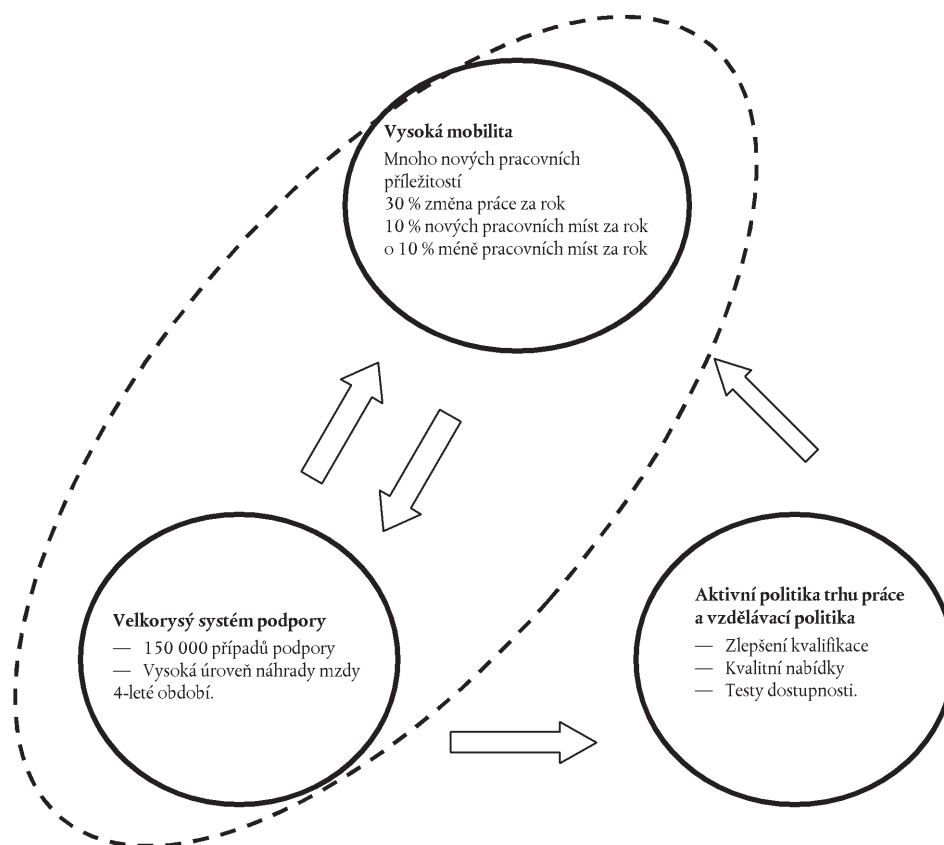 Vysoká mobilita
Mnoho nových pracovních
příležitostí
30 % změna práce za rok
10 % nových pracovních míst za rok
o 10 % méně pracovních míst za rok
Velkorysý systém podpory
— 150 000 případů podpory
— Vysoká úroveň náhrady mzdy
4-leté období.
Aktivní politika trhu práce
a vzdělávací politika
— Zlepšení kvalifikace
— Kvalitní nabídky
— Testy dostupnosti.